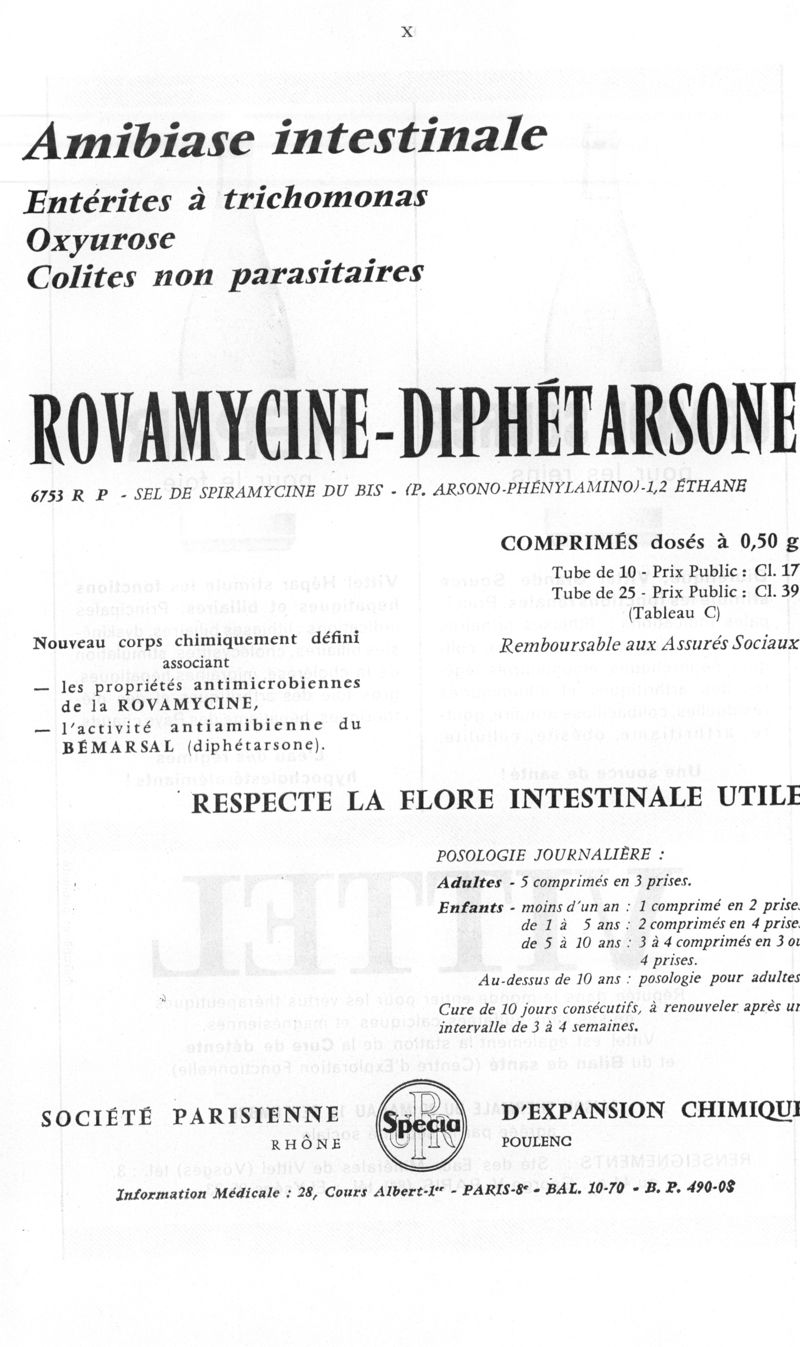 X
Amibiase intestinale
Entérites à trichomonas
Oxyurose
Colites non parasitaires
ROVAMYCINE-DIPHÉTARSONE
6753 R P - SEL DE SPIRAMYCINE DU BIS - (P. ARSONO-PHÉNYLAMINO)-1,2 ÉTHANE
COMPRIMÉS dosés à 0,50 g
Tube de 10 - Prix Public : Cl. 17
Tube de 25 - Prix Public : Cl. 39
(Tableau C)
Remboursable aux Assurés Sociaux
Nouveau corps chimiquement défini
associant
— les propriétés antimicrobiennes
de la ROVAMYCINE,
— l'activité antiamibienne du
BÉMARSAL (diphétarsone).
RESPECTE LA FLORE INTESTINALE UTILE
POSOLOGIE JOURNALIÈRE :
Adultes - 5 comprimés en 3 prises.
Enfants - moins d'un an : 1 comprimé en 2 prises
de 1 à 5 ans : 2 comprimés en 4 prises
de 5 à 10 ans : 3 à 4 comprimés en 3 ou
4 prises.
Au-dessus de 10 ans : posologie pour adultes
Cure de 10 jours consécutifs, à renouveler après un
intervalle de 3 à 4 semaines.
SOCIÉTÉ PARISIENNE Spécia D'EXPANSION CHIMIQUE
RHÔNE POULENC
Information Médicale : 28, Cours Albert-1er - PARIS-8e - BAL. 10-70 - B. P. 490-08